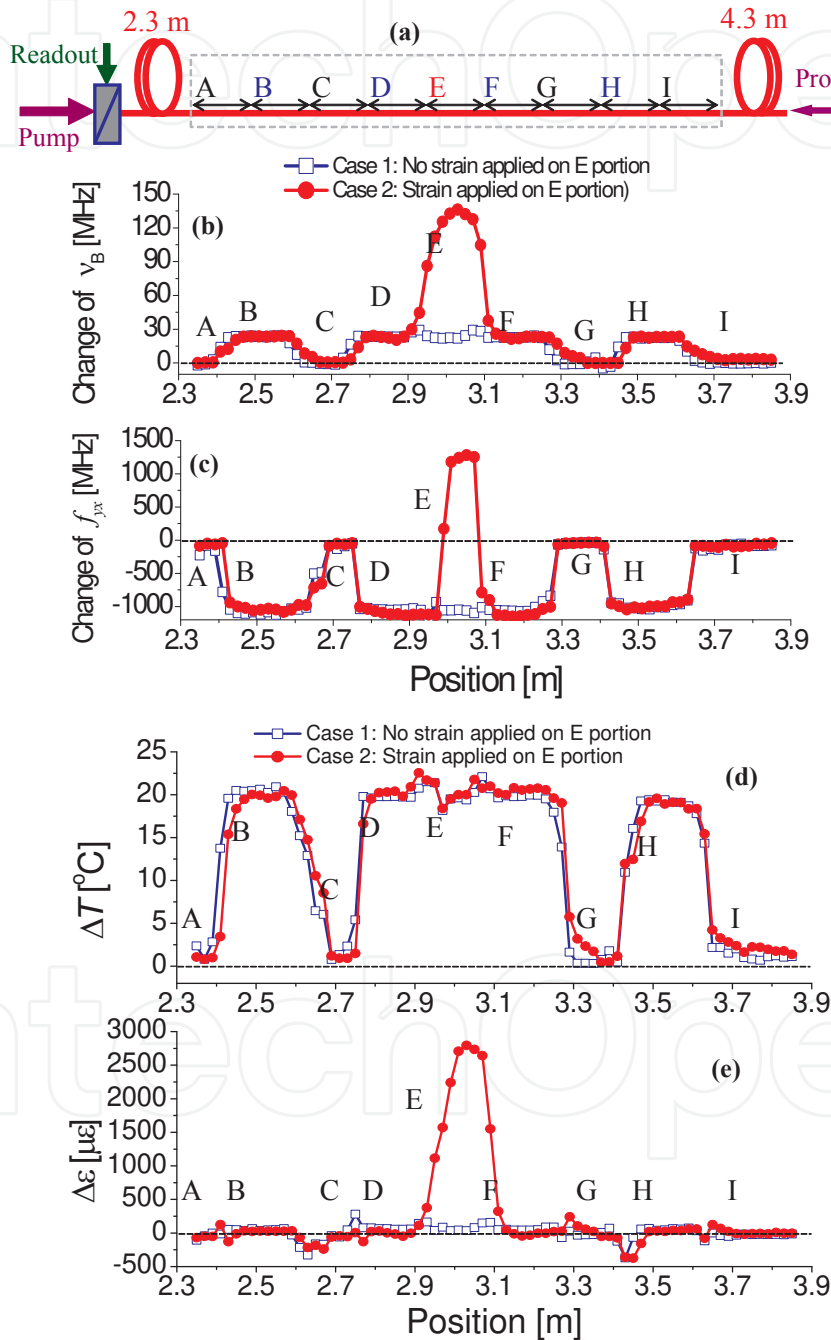 2.3 m
(a)
4.3 m
Readout
A B C D E F G H I
Pump
Pro
Case 1: No strain applied on E portion
Case 2: Strain applied on E portion)
(b)
Change of ν_B [MHz]
150
120
90
60
30
0
A B C D E F G H I
2.3 2.5 2.7 2.9 3.1 3.3 3.5 3.7 3.9
(c)
Change of f_yx [MHz]
1500
1000
500
0
-500
-1000
A B C D E F G H I
2.3 2.5 2.7 2.9 3.1 3.3 3.5 3.7 3.9
Position [m]
Case 1: No strain applied on E portion
Case 2: Strain applied on E portion
(d)
ΔT [°C]
25
20
15
10
5
0
A B C D E F G H I
2.3 2.5 2.7 2.9 3.1 3.3 3.5 3.7 3.9
(e)
Δε [με]
3000
2500
2000
1500
1000
500
0
-500
A B C D E F G H I
2.3 2.5 2.7 2.9 3.1 3.3 3.5 3.7 3.9
Position [m]
ntechOpe
ntechOpe